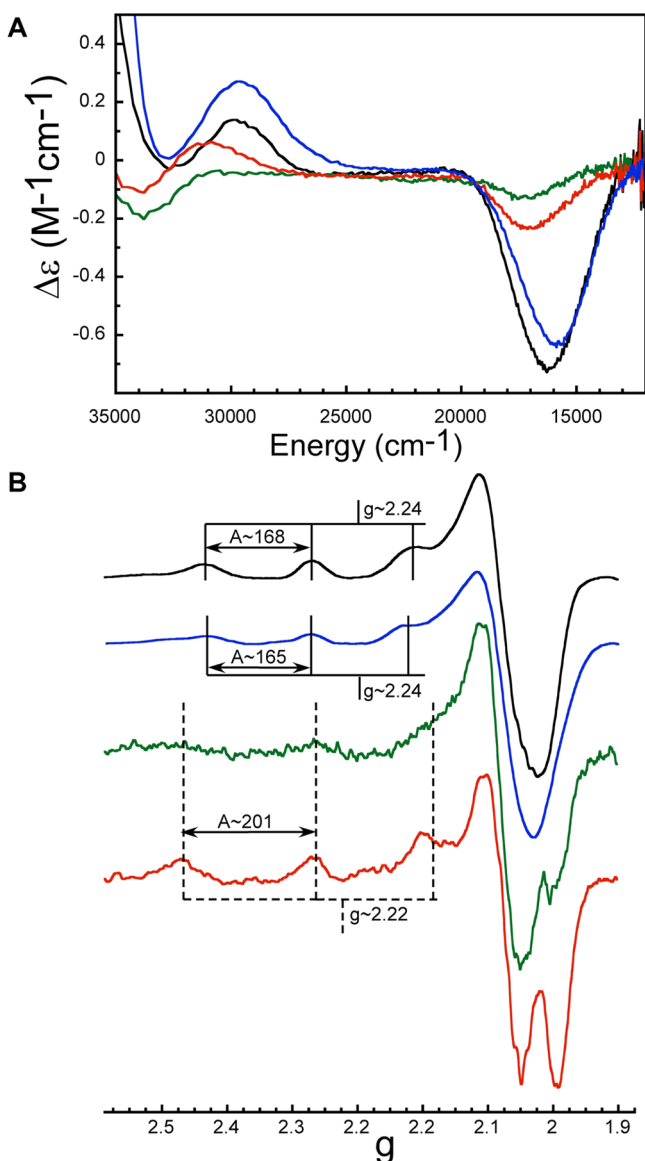 A
0.4
0.2
0
-0.2
-0.4
-0.6
Δε (M-1cm-1)
35000 30000 25000 20000 15000
Energy (cm-1)
B
g~2.24
A~168
A~165
g~2.24
A~201
g~2.22
2.5 2.3 2.2 2.1 2 1.9
g